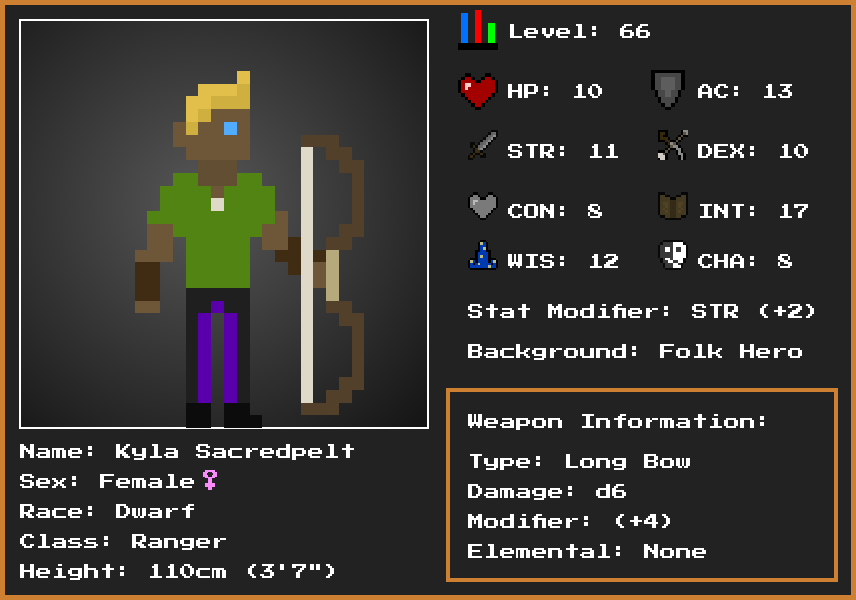 Level: 66
HP: 10
AC: 13
STR: 11
DEX: 10
CON: 8
INT: 17
WIS: 12
CHA: 8
Stat Modifier: STR (+2)
Background: Folk Hero
Weapon Information:
Type: Long Bow
Damage: d6
Modifier: (+4)
Elemental: None
Name: Kyla Sacredpelt
Sex: Female♀
Race: Dwarf
Class: Ranger
Height: 110cm (3'7")